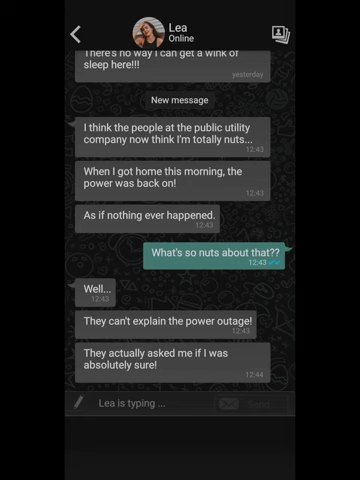 Lea
Online
There's no way I can get a wink of
sleep here!!!
yesterday
New message
I think the people at the public utility
company now think I'm totally nuts...
12:43
When I got home this morning, the
power was back on!
12:43
As if nothing ever happened.
12:43
What's so nuts about that??
12:43
Well...
12:43
They can't explain the power outage!
12:43
They actually asked me if I was
absolutely sure!
12:44
Lea is typing ...
Send